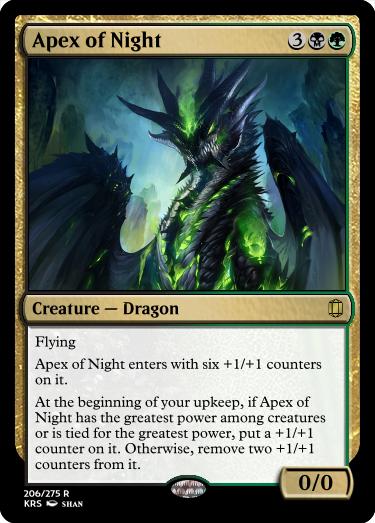 Apex of Night 3
Creature — Dragon
Flying
Apex of Night enters with six +1/+1 counters
on it.
At the beginning of your upkeep, if Apex of
Night has the greatest power among creatures
or is tied for the greatest power, put a +1/+1
counter on it. Otherwise, remove two +1/+1
counters from it.
0/0
206/275 R
KRS SHAN